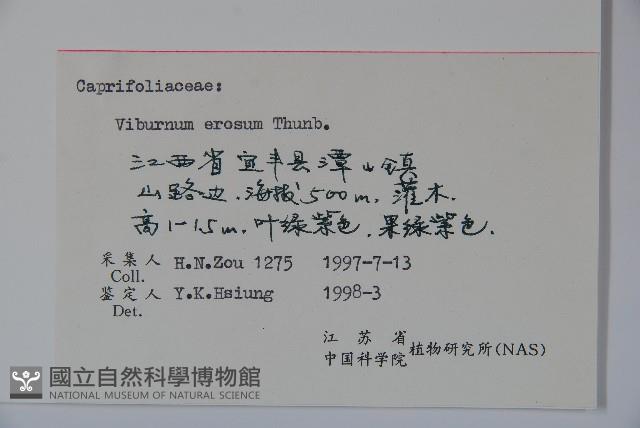 Caprifoliaceae:
Viburnum erosum Thunb.
江西省宜丰县潭山镇
山路边.海拔500m,灌木.
高1-1.5m.叶绿紫色.果绿紫色.
采集人 H.N.Zou 1275 1997-7-13
Coll.
鉴定人 Y.K.Hsiung 1998-3
Det.
江苏省
中国科学院 植物研究所(NAS)
國立自然科學博物館
NATIONAL MUSEUM OF NATURAL SCIENCE